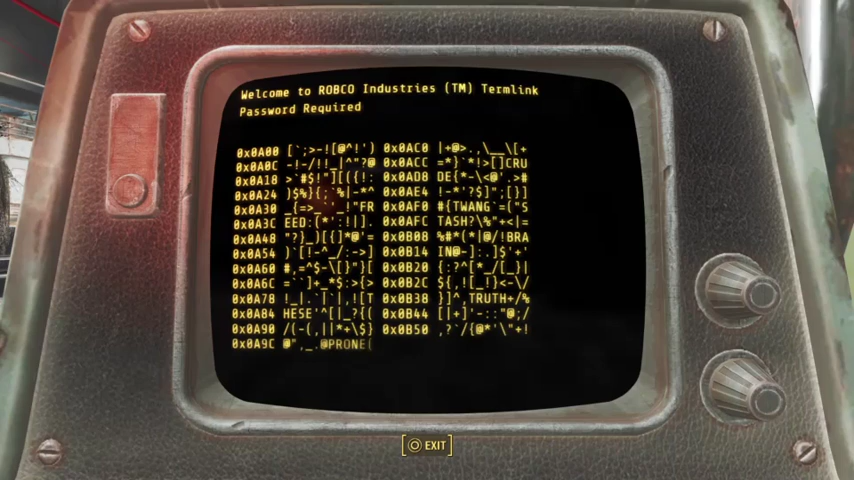 Welcome to ROBCO Industries (TM) Termlink
Password Required
0x0A00 [`;>-![@^!') 0x0AC0 |+@>.,\__\[+
0x0A0C -!-/!!_|^"?@ 0x0ACC =*}`*!>[]CRU
0x0A18 >`#$!"][({!: 0x0AD8 DE{*-\<@'.>#
0x0A24 )$%}{ %|-*^ 0x0AE4 !-*'?$]";[}]
0x0A30 _{=>_ _!"FR 0x0AF0 #{TWANG`=("S
0x0A3C EED:(*':!|]. 0x0AFC TASH?\%"+<|=
0x0A48 "?}_)[{]*@'= 0x0B08 %#*(*|@/!BRA
0x0A54 )`[!-^_/:->] 0x0B14 IN@-]:.]$'+'
0x0A60 #,=^$-\[}"}[ 0x0B20 {:?^[*_/[_}|
0x0A6C =``]+_*$:>{> 0x0B2C ${,![_!}<-\/
0x0A78 !_|.`|`|,![T 0x0B38 }]^,TRUTH+/%
0x0A84 HESE'^[|_?{( 0x0B44 [|+]'-::"@;/
0x0A90 /(-(,||*+\$} 0x0B50 ,?`/{@*'\"+!
0x0A9C @",_.@PRONE(
EXIT